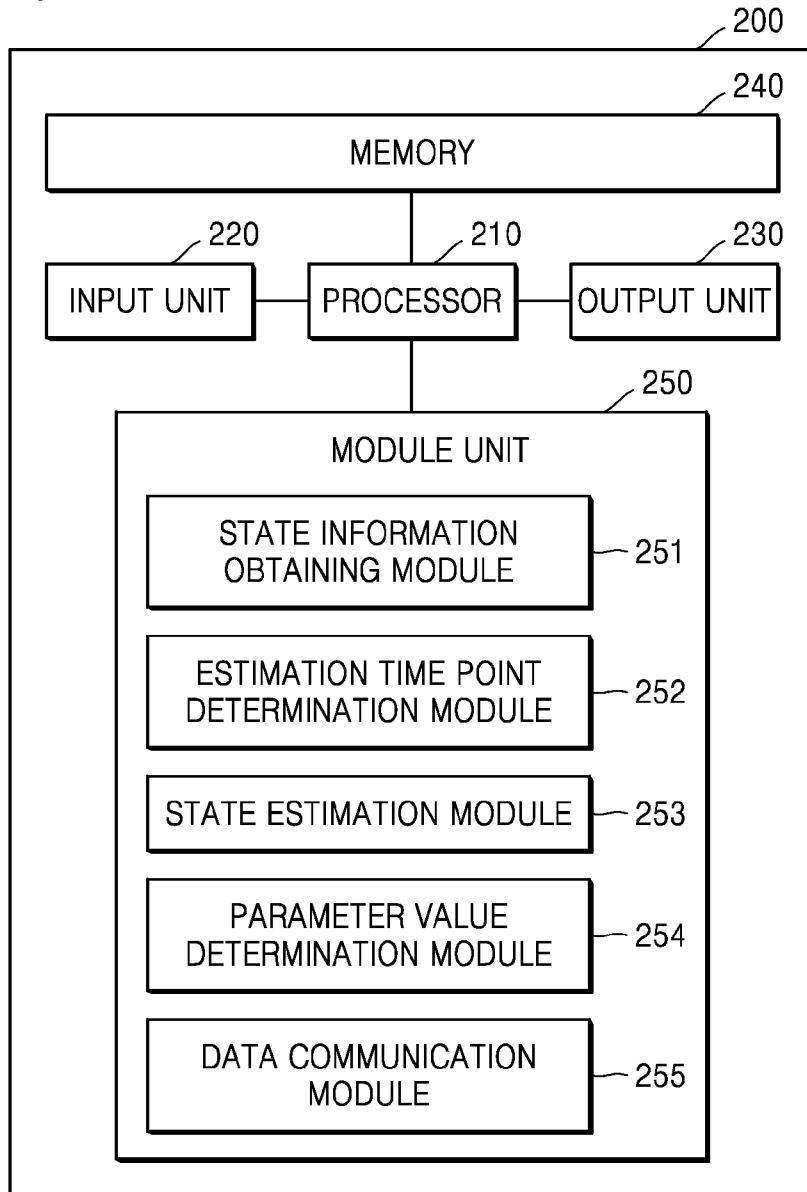 200
240
MEMORY
220
210
230
INPUT UNIT
PROCESSOR
OUTPUT UNIT
250
MODULE UNIT
STATE INFORMATION
OBTAINING MODULE
251
ESTIMATION TIME POINT
DETERMINATION MODULE
252
STATE ESTIMATION MODULE
253
PARAMETER VALUE
DETERMINATION MODULE
254
DATA COMMUNICATION
MODULE
255